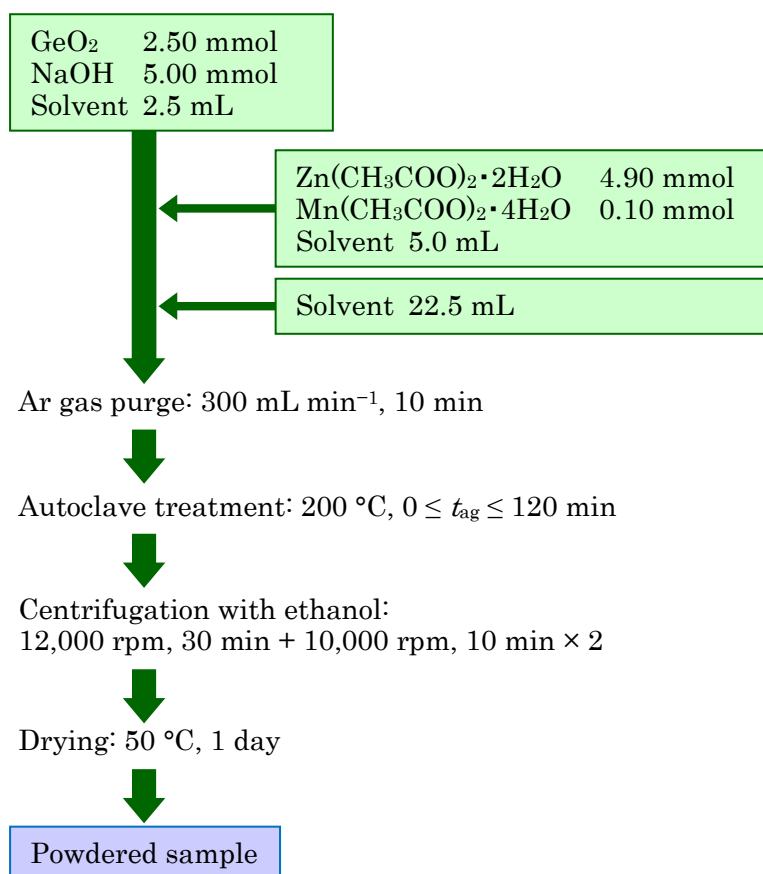 GeO₂ 2.50 mmol
NaOH 5.00 mmol
Solvent 2.5 mL
Zn(CH₃COO)₂・2H₂O 4.90 mmol
Mn(CH₃COO)₂・4H₂O 0.10 mmol
Solvent 5.0 mL
Solvent 22.5 mL
Ar gas purge: 300 mL min⁻¹, 10 min
Autoclave treatment: 200 °C, 0 ≤ tₐg ≤ 120 min
Centrifugation with ethanol:
12,000 rpm, 30 min + 10,000 rpm, 10 min × 2
Drying: 50 °C, 1 day
Powdered sample